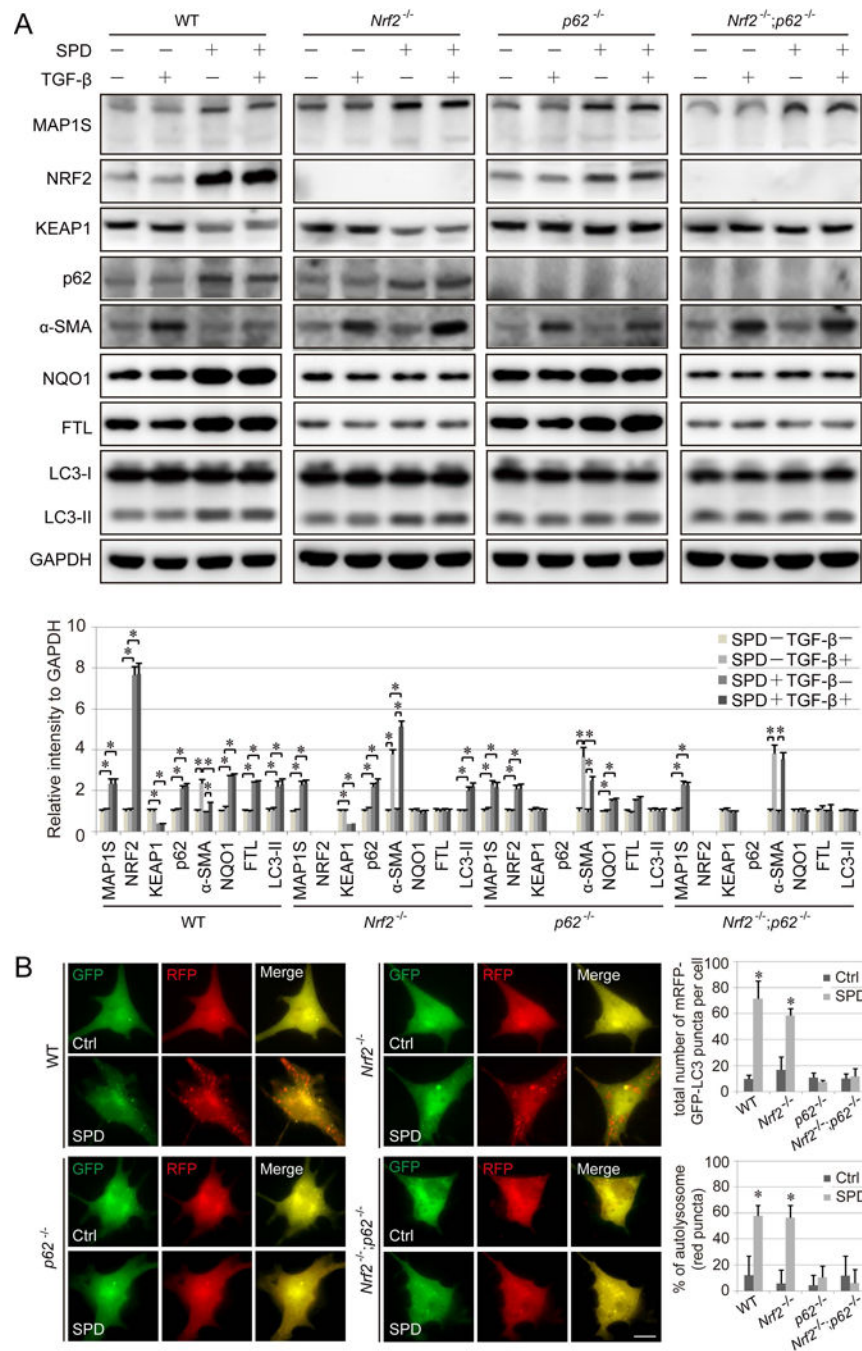 A
WT Nrf2-/- p62-/- Nrf2-/-;p62-/-
SPD − − + + − − + + − − + + − − + +
TGF-β − + − + − + − + − + − + − + − +
MAP1S
NRF2
KEAP1
p62
α-SMA
NQO1
FTL
LC3-I
LC3-II
GAPDH
Relative intensity to GAPDH
10
8
6
4
2
0
SPD − TGF-β −
SPD − TGF-β +
SPD + TGF-β −
SPD + TGF-β +
MAP1S NRF2 KEAP1 p62 α-SMA NQO1 FTL LC3-II MAP1S NRF2 KEAP1 p62 α-SMA NQO1 FTL LC3-II MAP1S NRF2 KEAP1 p62 α-SMA NQO1 FTL LC3-II MAP1S NRF2 KEAP1 p62 α-SMA NQO1 FTL LC3-II
WT Nrf2-/- p62-/- Nrf2-/-;p62-/-
B
WT
GFP RFP Merge
Ctrl
SPD
Nrf2-/-
GFP RFP Merge
Ctrl
SPD
p62-/-
GFP RFP Merge
Ctrl
SPD
Nrf2-/-;p62-/-
GFP RFP Merge
Ctrl
SPD
total number of mRFP-
GFP-LC3 puncta per cell
100
80
60
40
20
0
Ctrl
SPD
* *
WT Nrf2-/- p62-/- Nrf2-/-;p62-/-
% of autolysosome
(red puncta)
100
80
60
40
20
0
Ctrl
SPD
* *
WT Nrf2-/- p62-/- Nrf2-/-;p62-/-